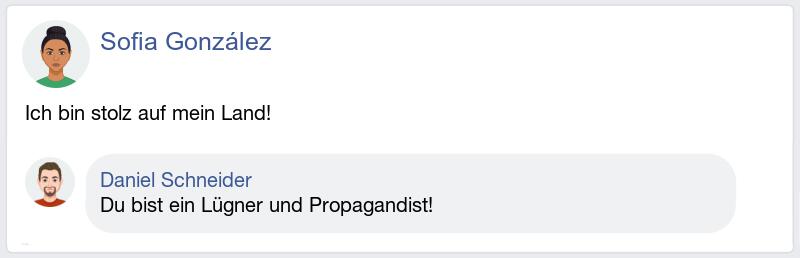 Sofia González
Ich bin stolz auf mein Land!
Daniel Schneider
Du bist ein Lügner und Propagandist!